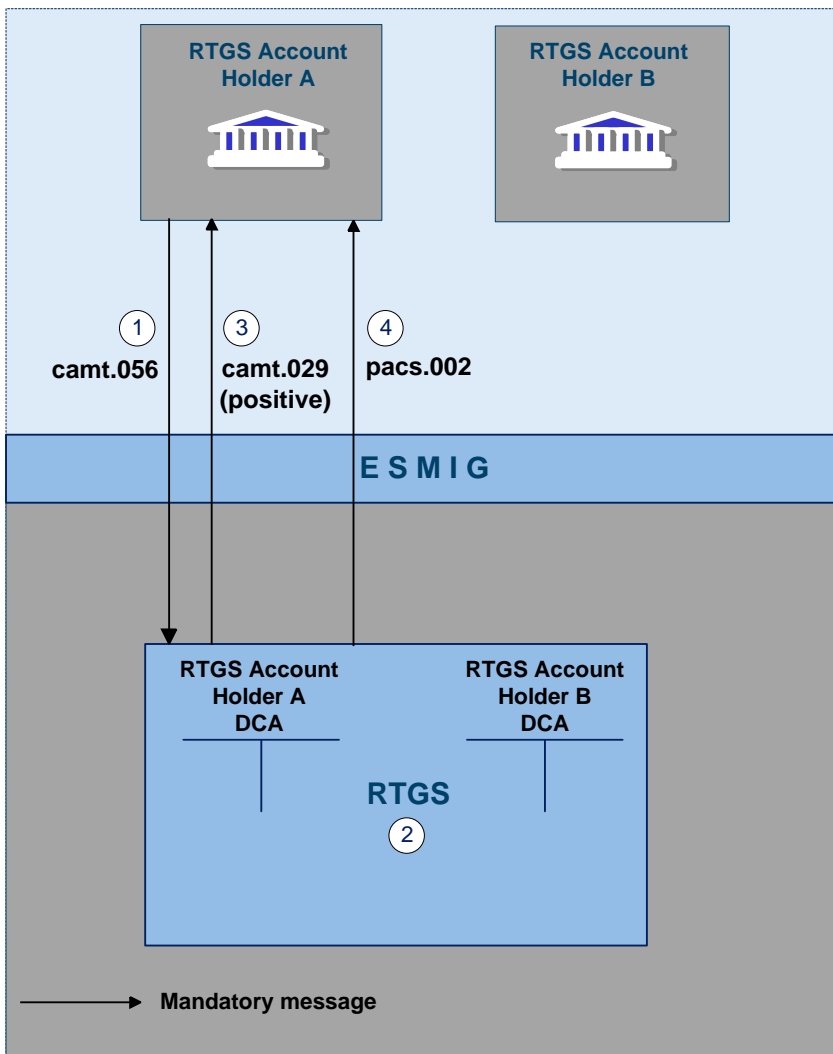 RTGS Account
Holder A
RTGS Account
Holder B
1
camt.056
3
camt.029
(positive)
4
pacs.002
E S M I G
RTGS Account
Holder A
DCA
RTGS Account
Holder B
DCA
RTGS
2
Mandatory message